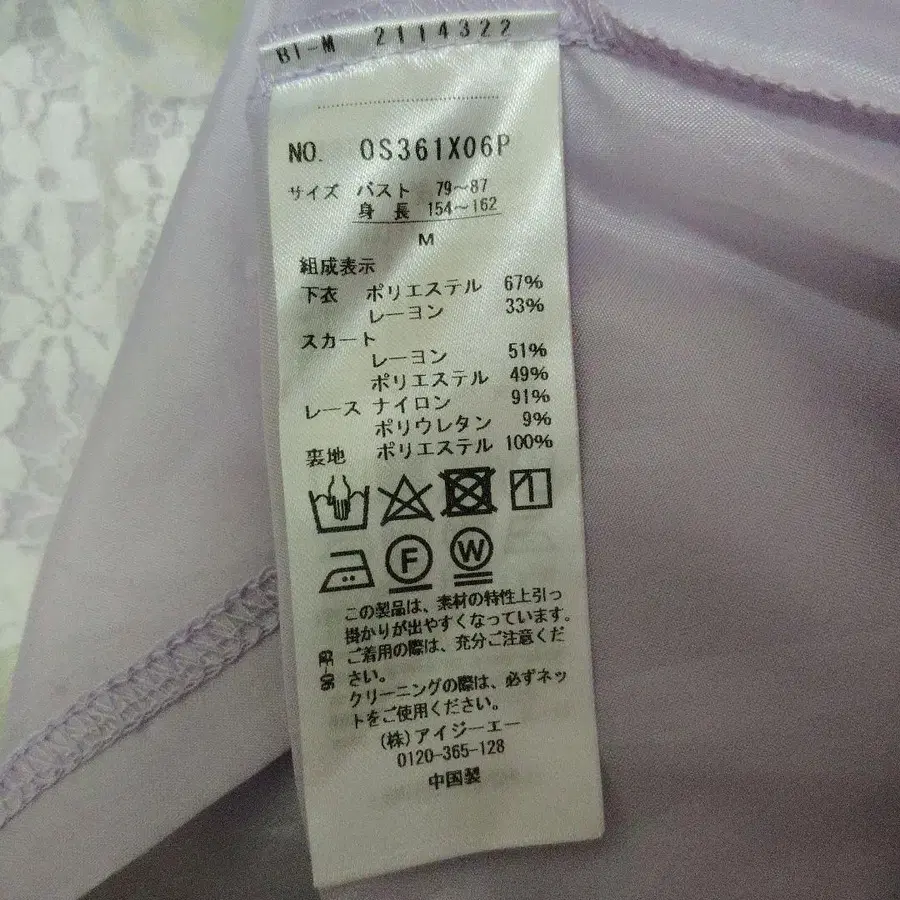 BI-M 2114322
NO. OS361X06P
サイズ バスト 79~87
身 長 154~162
M
組成表示
下衣 ポリエステル 67%
レーヨン 33%
スカート
レーヨン 51%
ポリエステル 49%
レース ナイロン 91%
ポリウレタン 9%
裏地 ポリエステル 100%
F W
この製品は、素材の特性上引っ
掛かりが出やすくなっています。
ご着用の際は、充分ご注意くだ
さい。
クリーニングの際は、必ずネッ
トをご使用ください。
(株)アイジーエー
0120-365-128
中国製